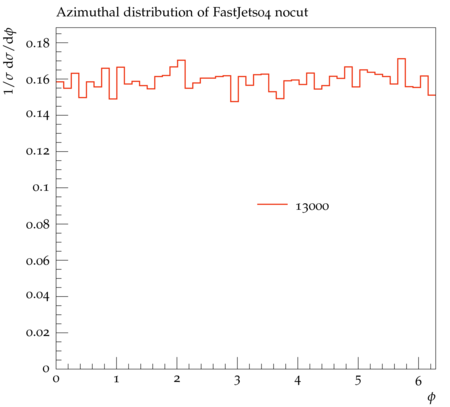 Azimuthal distribution of FastJets04 nocut
1/σ dσ/dϕ
0.18
0.16
0.14
0.12
0.1
0.08
0.06
0.04
0.02
0
13000
0 1 2 3 4 5 6
ϕ